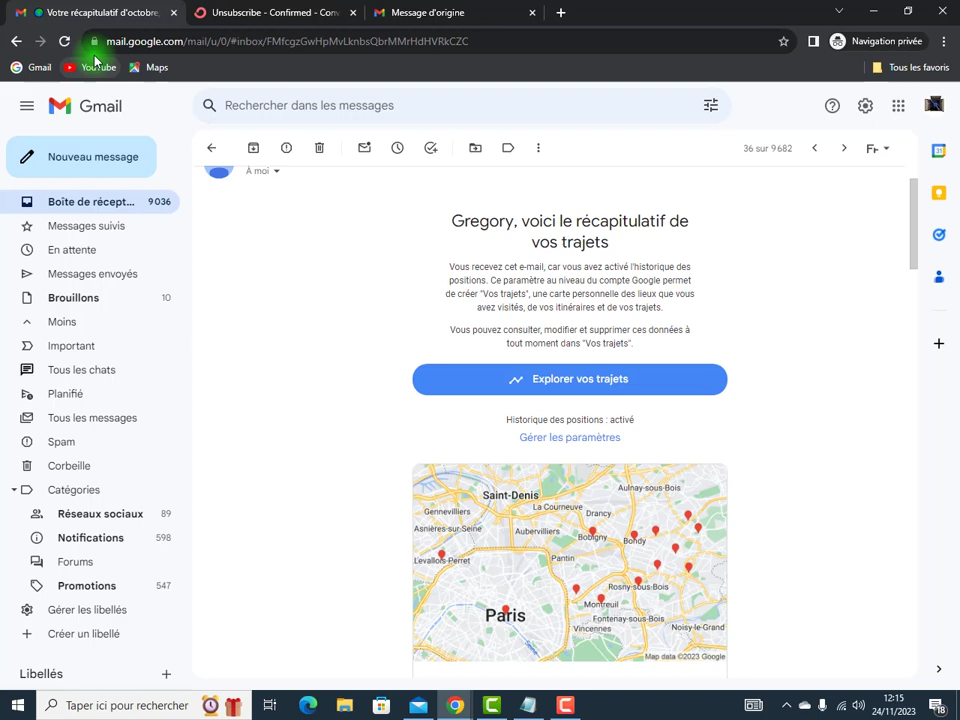 Votre récapitulatif d'octobre,
Unsubscribe - Confirmed - Conv
Message d'origine
mail.google.com/mail/u/0/#inbox/FMfcgzGwHpMvLknbsQbrMMrHdHVRkCZC
Navigation privée
Gmail
YouTube
Maps
Tous les favoris
Gmail
Rechercher dans les messages
Nouveau message
36 sur 9 682
Fr
À moi
Boîte de récept... 9 036
Messages suivis
En attente
Messages envoyés
Brouillons 10
Moins
Important
Tous les chats
Planifié
Tous les messages
Spam
Corbeille
Catégories
Réseaux sociaux 89
Notifications 598
Forums
Promotions 547
Gérer les libellés
Créer un libellé
Libellés
Gregory, voici le récapitulatif de
vos trajets
Vous recevez cet e-mail, car vous avez activé l'historique des
positions. Ce paramètre au niveau du compte Google permet
de créer "Vos trajets", une carte personnelle des lieux que vous
avez visités, de vos itinéraires et de vos trajets.
Vous pouvez consulter, modifier et supprimer ces données à
tout moment dans "Vos trajets".
Explorer vos trajets
Historique des positions : activé
Gérer les paramètres
Saint-Denis
Aulnay-sous-Bois
La Courneuve
Gennevilliers
Drancy
Asnières-sur-Seine
Aubervilliers
Bobigny
Bondy
Levallois-Perret
Pantin
Rosny-sous-Bois
Montreuil
Paris
Fontenay-sous-Bois
Vincennes
Noisy-le-Grand
Map data ©2023 Google
Taper ici pour rechercher
12:15
24/11/2023
18